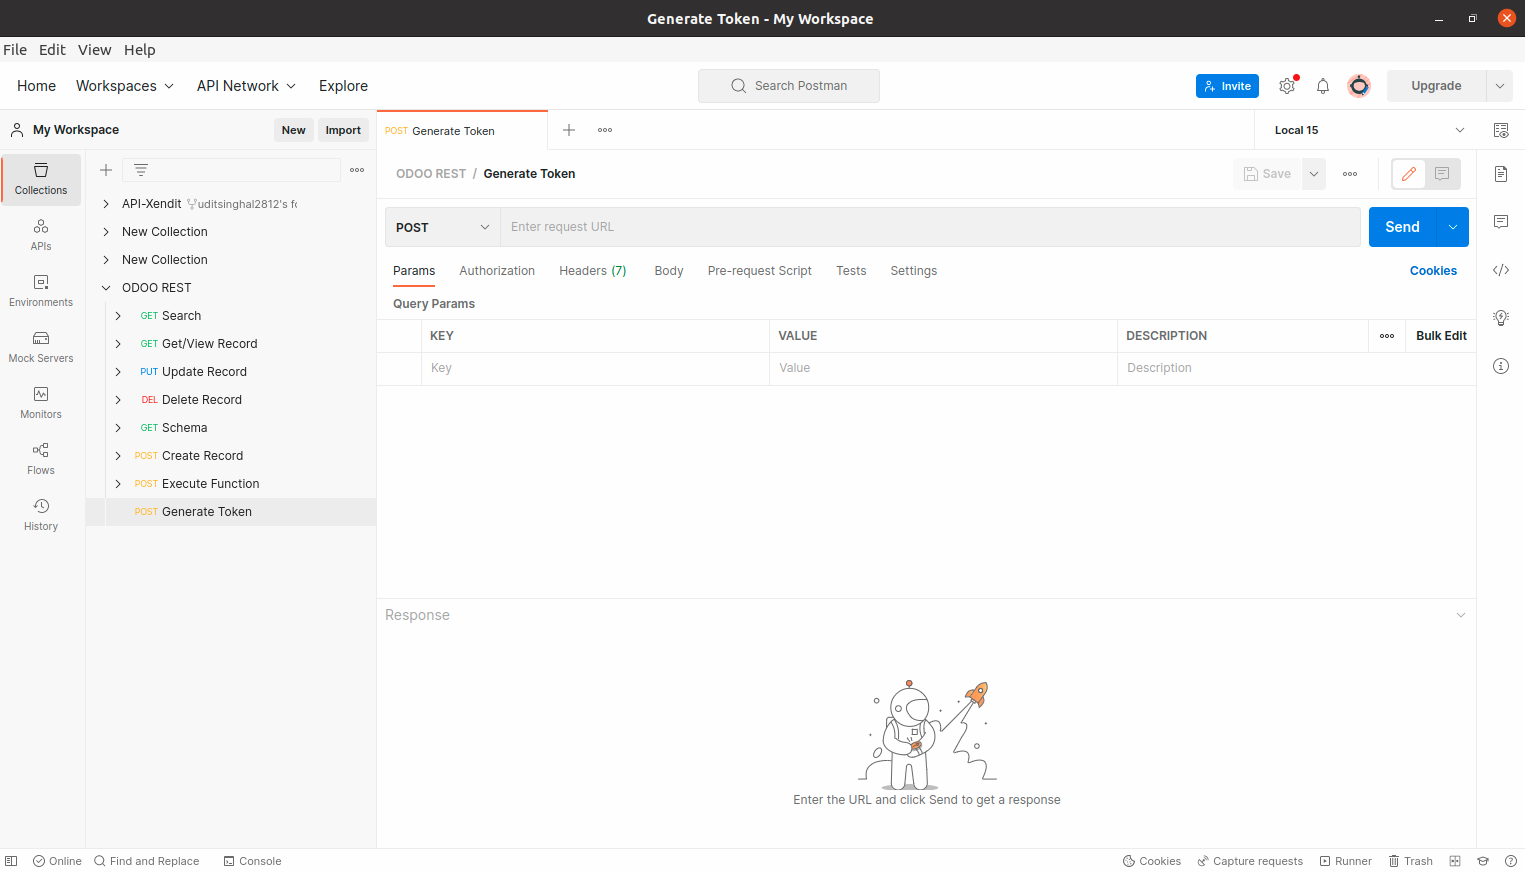 Generate Token - My Workspace
File Edit View Help
Home Workspaces API Network Explore
Search Postman
Invite
Upgrade
My Workspace
New Import
POST Generate Token
Local 15
Collections
APIs
Environments
Mock Servers
Monitors
Flows
History
API-Xendit uditsinghal2812's fo
New Collection
New Collection
ODOO REST
GET Search
GET Get/View Record
PUT Update Record
DEL Delete Record
GET Schema
POST Create Record
POST Execute Function
POST Generate Token
ODOO REST / Generate Token
Save
POST Enter request URL
Send
Params Authorization Headers (7) Body Pre-request Script Tests Settings
Cookies
Query Params
KEY VALUE DESCRIPTION Bulk Edit
Key Value Description
Response
Enter the URL and click Send to get a response
Online Find and Replace Console
Cookies Capture requests Runner Trash